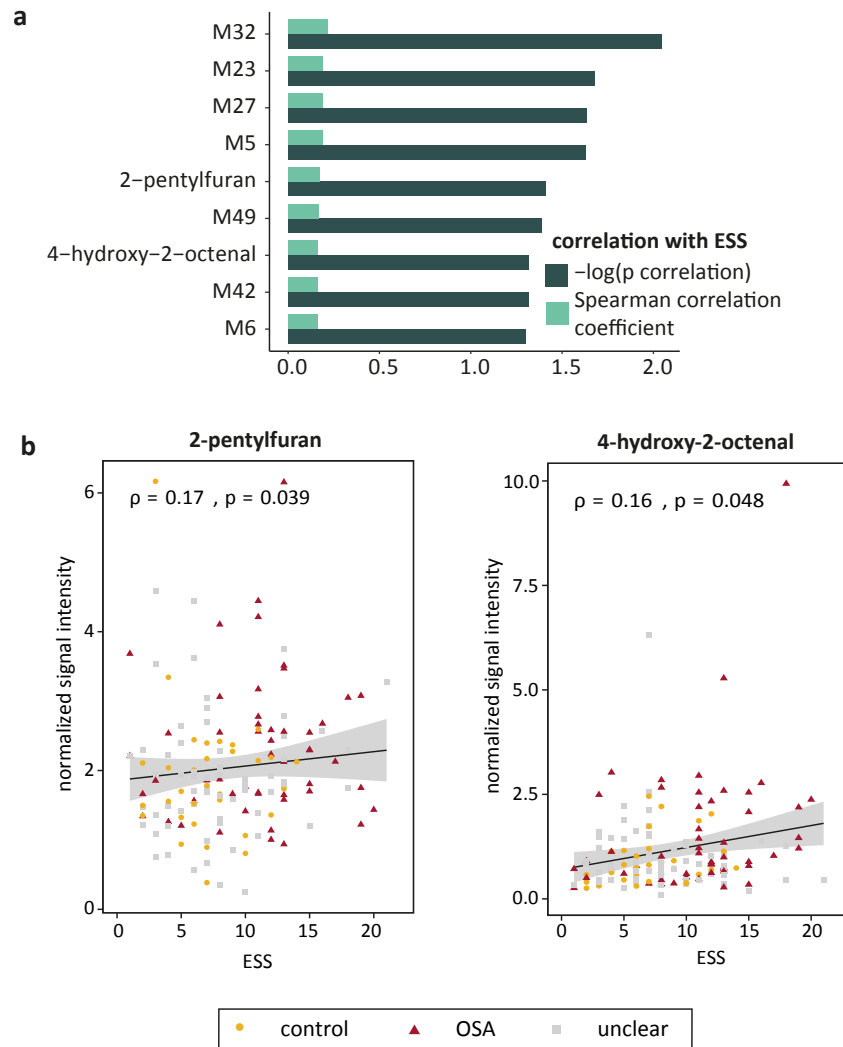 a
M32
M23
M27
M5
2−pentylfuran
M49
4−hydroxy−2−octenal
M42
M6
correlation with ESS
−log(p correlation)
Spearman correlation
coefficient
0.0 0.5 1.0 1.5 2.0
b
2-pentylfuran
ρ = 0.17 , p = 0.039
normalized signal intensity
6
4
2
0
0 5 10 15 20
ESS
4-hydroxy-2-octenal
ρ = 0.16 , p = 0.048
normalized signal intensity
10.0
7.5
5.0
2.5
0.0
0 5 10 15 20
ESS
control OSA unclear